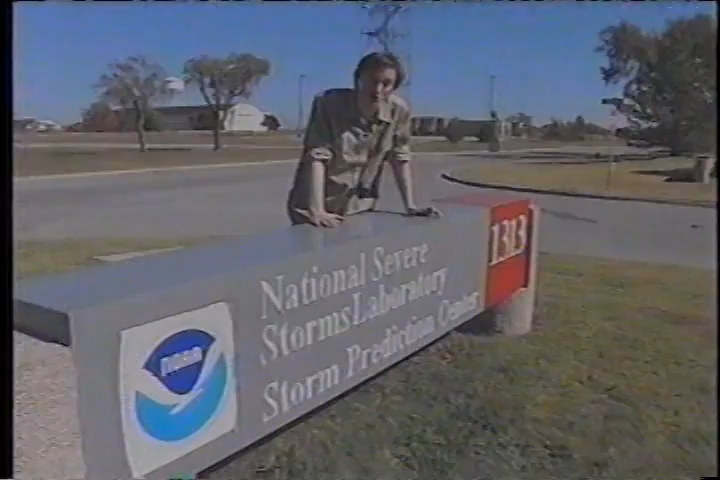 1313
National Severe
Storms Laboratory
Storm Prediction Center
NOAA